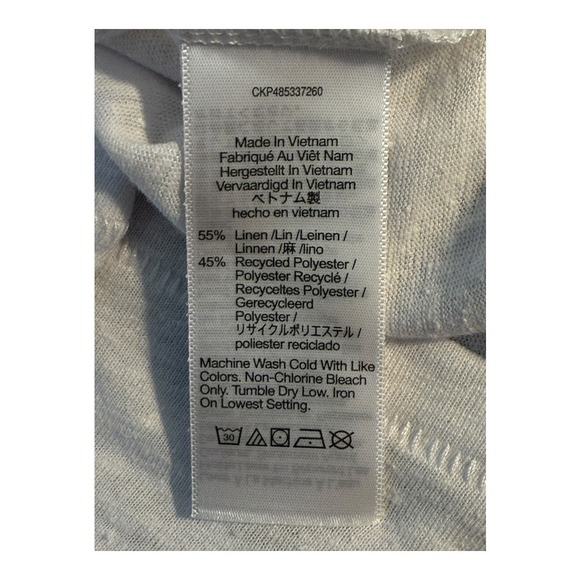 CKP485337260
Made In Vietnam
Fabriqué Au Viêt Nam
Hergestellt In Vietnam
Vervaardigd In Vietnam
ベトナム製
hecho en vietnam
55% Linen /Lin /Leinen /
Linnen /麻 /lino
45% Recycled Polyester /
Polyester Recyclé /
Recyceltes Polyester /
Gerecycleerd
Polyester /
リサイクルポリエステル /
poliester reciclado
Machine Wash Cold With Like
Colors. Non-Chlorine Bleach
Only. Tumble Dry Low. Iron
On Lowest Setting.
30